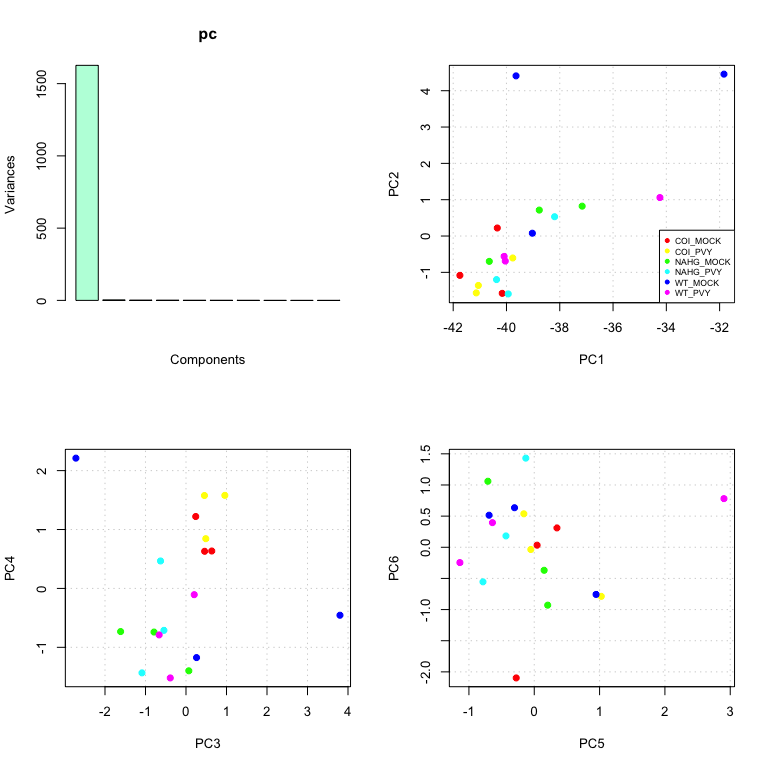 pc
Variances
0 500 1000 1500
Components
PC2
-1 0 1 2 3 4
COI_MOCK
COI_PVY
NAHG_MOCK
NAHG_PVY
WT_MOCK
WT_PVY
-42 -40 -38 -36 -34 -32
PC1
PC4
-1 0 1 2
-2 -1 0 1 2 3 4
PC3
PC6
-2.0 -1.0 0.0 0.5 1.0 1.5
-1 0 1 2 3
PC5